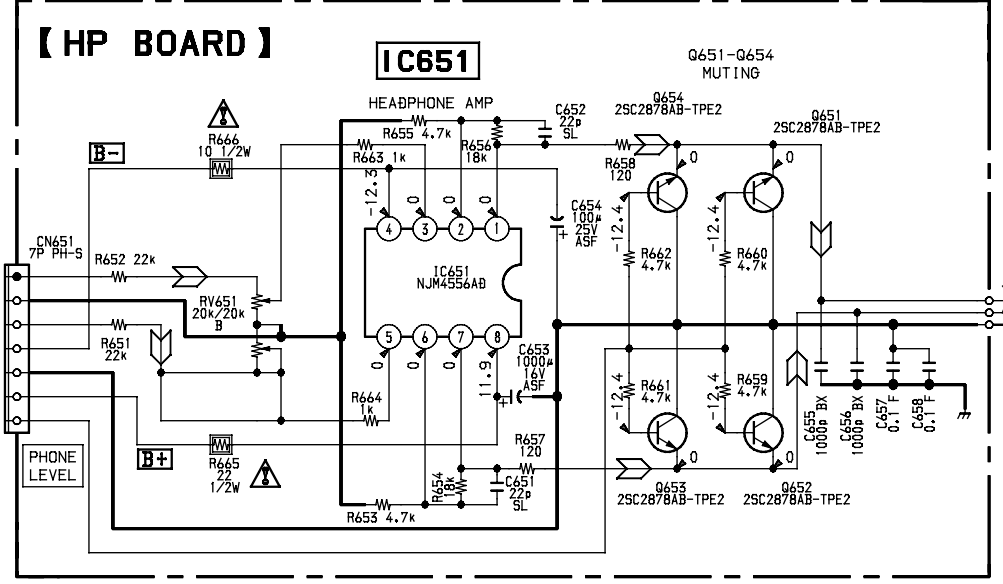 【 HP BOARD 】
IC651
Q651-Q654
MUTING
HEADPHONE AMP
C652
22p
SL
Q654
2SC2878AB-TPE2
Q651
2SC2878AB-TPE2
R655 4.7k
R656
18k
R666
10 1/2W
B-
R663 1k
R658
120
0
0
-12.3
0
0
0
4
3
2
1
C654
100μ
25V
ASF
+
-12.4
-12.4
R662
4.7k
R660
4.7k
CN651
7P PH-S
R652 22k
IC651
NJM4556AD
RV651
20k/20k
B
R651
22k
5
6
7
8
0
0
0
11.9
C653
1000μ
16V
ASF
+
-12.4
-12.4
R661
4.7k
R659
4.7k
C655
1000p BX
C656
1000p BX
C657
0.1 F
C658
0.1 F
R664
1k
B+
R665
22
1/2W
PHONE
LEVEL
R657
120
0
0
R654
18k
C651
22p
SL
Q653
2SC2878AB-TPE2
Q652
2SC2878AB-TPE2
R653 4.7k